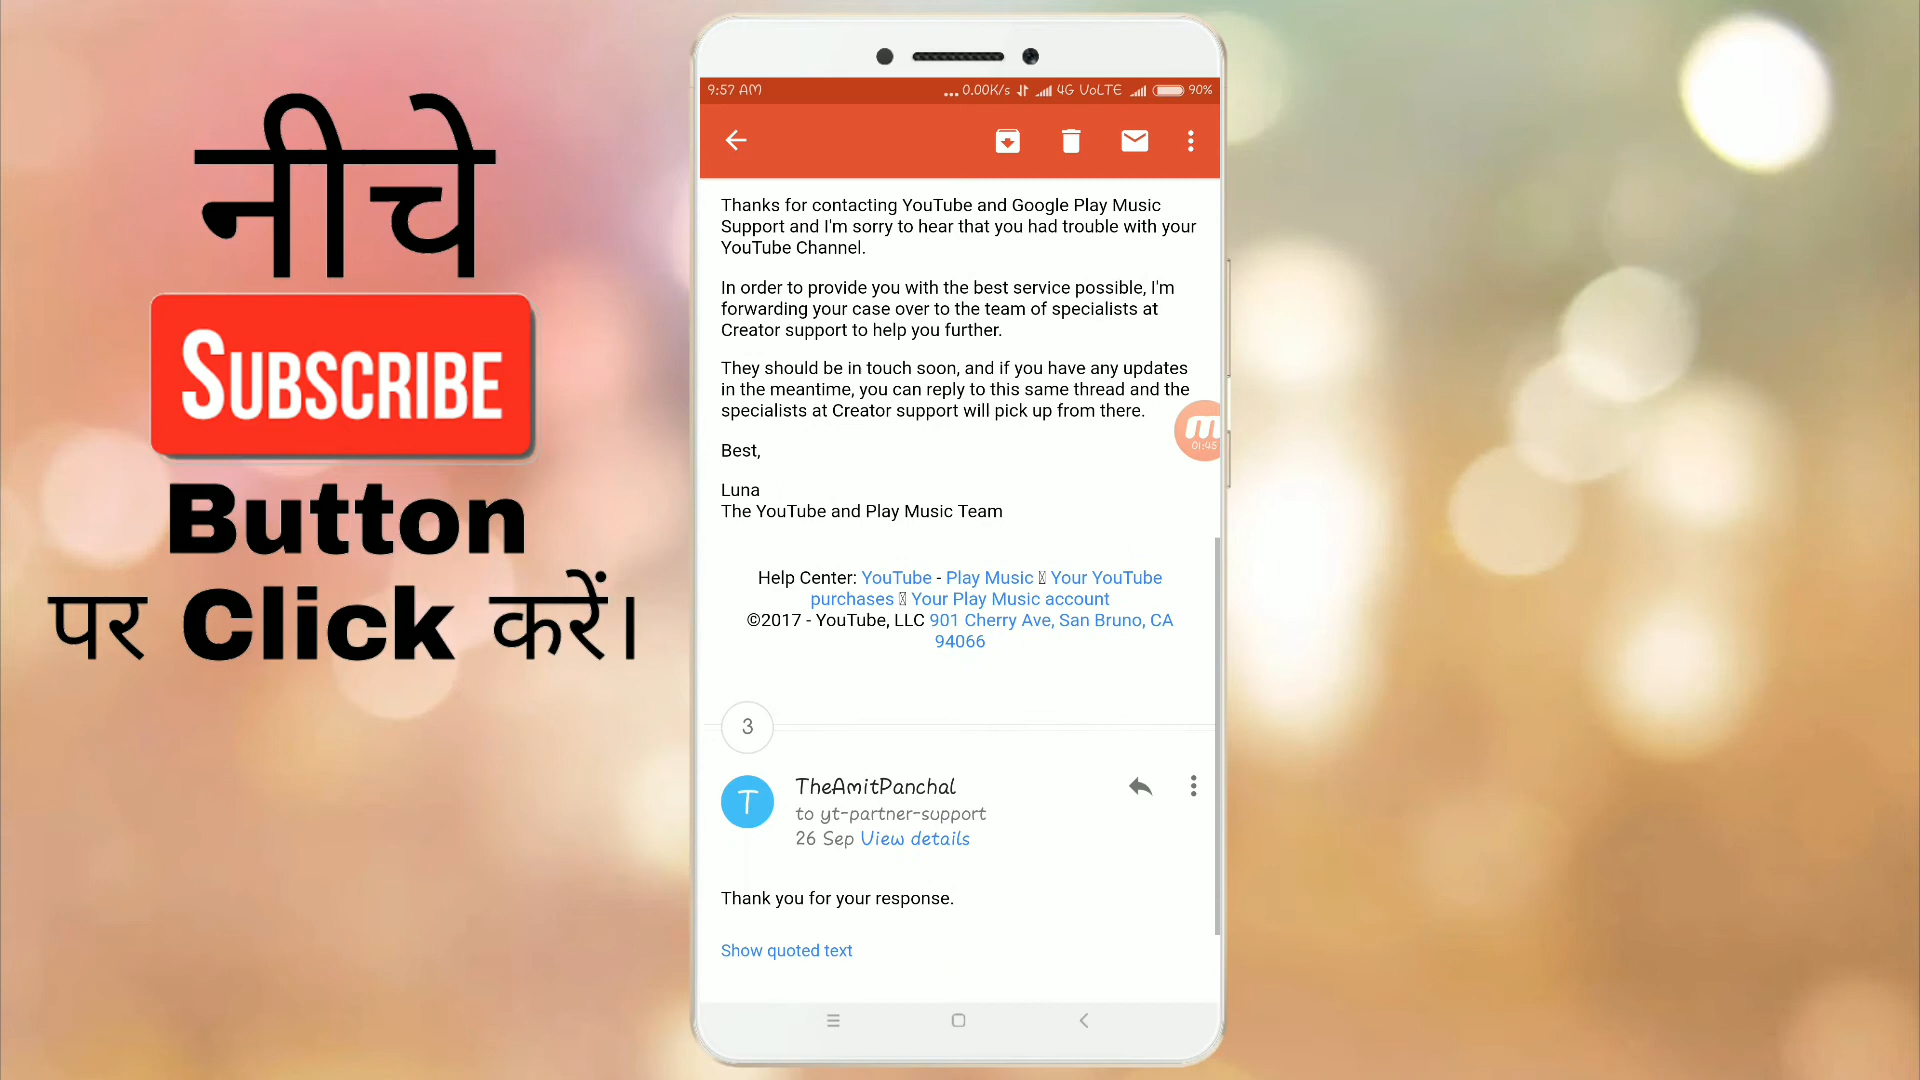 नीचे
SUBSCRIBE
Button
पर Click करें।
9:57 AM
... 0.00K/s 4G VoLTE 90%
Thanks for contacting YouTube and Google Play Music
Support and I'm sorry to hear that you had trouble with your
YouTube Channel.
In order to provide you with the best service possible, I'm
forwarding your case over to the team of specialists at
Creator support to help you further.
They should be in touch soon, and if you have any updates
in the meantime, you can reply to this same thread and the
specialists at Creator support will pick up from there.
01:45
Best,
Luna
The YouTube and Play Music Team
Help Center: YouTube - Play Music Your YouTube
purchases Your Play Music account
©2017 - YouTube, LLC 901 Cherry Ave, San Bruno, CA
94066
3
T
TheAmitPanchal
to yt-partner-support
26 Sep View details
Thank you for your response.
Show quoted text